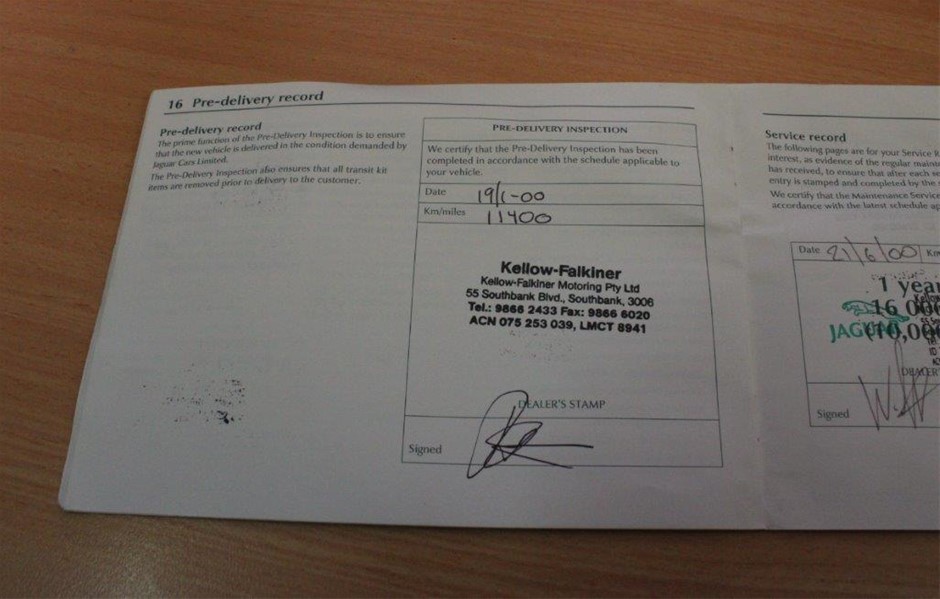 16 Pre-delivery record
Pre-delivery record
The prime function of the Pre-Delivery Inspection is to ensure
that the new vehicle is delivered in the condition demanded by
Jaguar Cars Limited.
The Pre-Delivery Inspection also ensures that all transit kit
items are removed prior to delivery to the customer.
PRE-DELIVERY INSPECTION
We certify that the Pre-Delivery Inspection has been
completed in accordance with the schedule applicable to
your vehicle.
Date 19/1-00
Km/miles 11400
Kellow-Falkiner
Kellow-Falkiner Motoring Pty Ltd
55 Southbank Blvd., Southbank, 3006
Tel.: 9866 2433 Fax: 9866 6020
ACN 075 253 039, LMCT 8941
DEALER'S STAMP
Signed
Service record
The following pages are for your Service R
interest, as evidence of the regular main
has received, to ensure that after each se
entry is stamped and completed by the
We certify that the Maintenance Service
accordance with the latest schedule ap
Date 21/6/00 Km
1 year
16 000
JAGUAR (10,00
DEALER
Signed